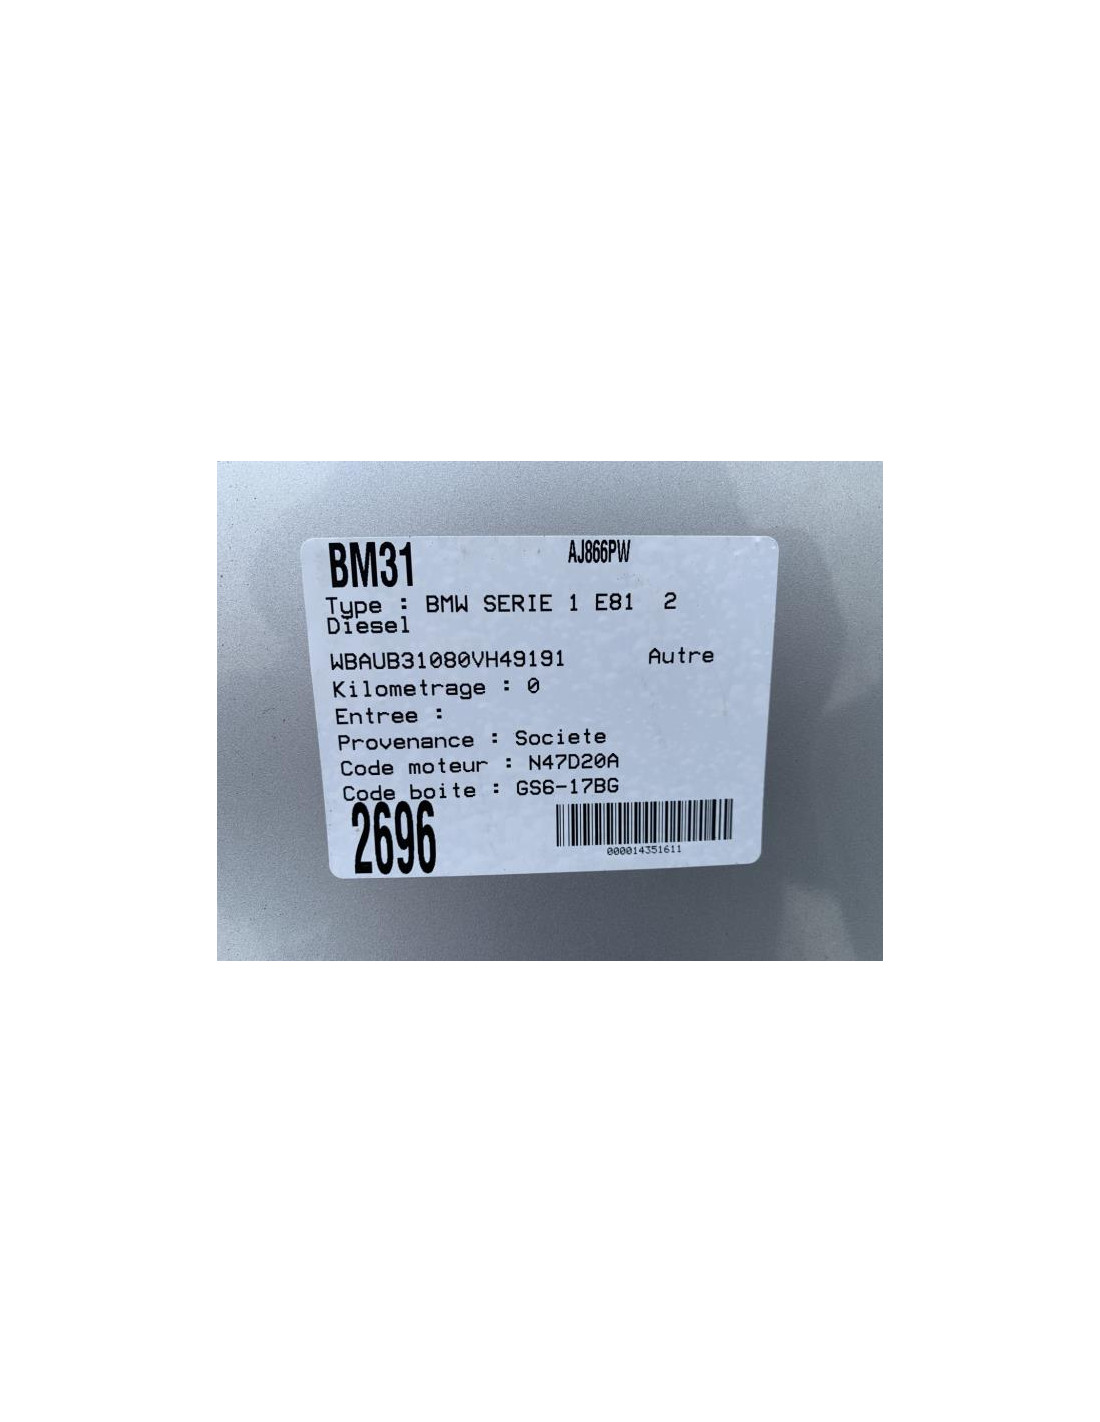 BM31 AJ866PW
Type : BMW SERIE 1 E81 2
Diesel
WBAUB31080VH49191 Autre
Kilometrage : 0
Entree :
Provenance : Societe
Code moteur : N47D20A
Code boite : GS6-17BG
2696
000014351611